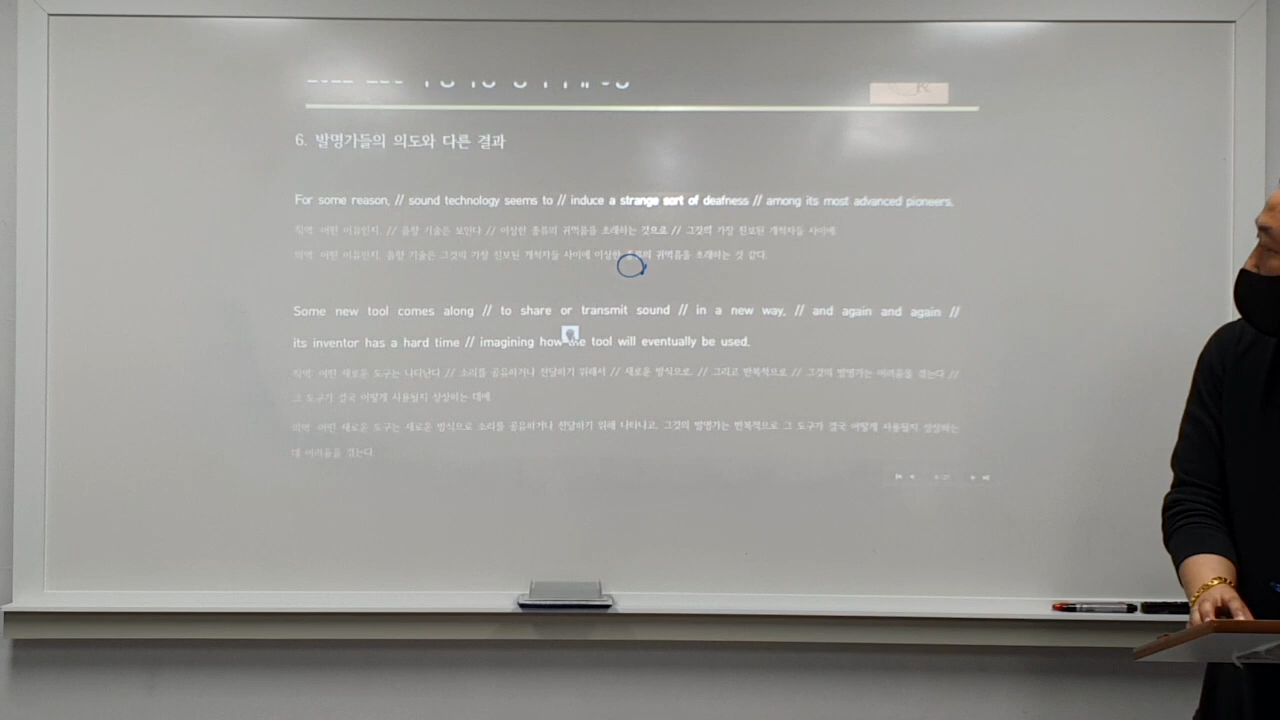 6. 발명가들의 의도와 다른 결과
For some reason, // sound technology seems to // induce a strange sort of deafness // among its most advanced pioneers.
직역 어떤 이유인지, // 음향 기술은 보인다 // 이상한 종류의 귀먹음을 초래하는 것으로 // 그것의 가장 진보된 개척자들 사이에.
의역 어떤 이유인지, 음향 기술은 그것의 가장 진보된 개척자들 사이에 이상한 종류의 귀먹음을 초래하는 것 같다.
Some new tool comes along // to share or transmit sound // in a new way, // and again and again //
its inventor has a hard time // imagining how the tool will eventually be used.
직역 어떤 새로운 도구는 나타난다 // 소리를 공유하거나 전달하기 위해서 // 새로운 방식으로, // 그리고 반복적으로 // 그것의 발명가는 어려움을 겪는다 //
그 도구가 결국 어떻게 사용될지 상상하는 데에.
의역 어떤 새로운 도구는 새로운 방식으로 소리를 공유하거나 전달하기 위해 나타나고, 그것의 발명가는 반복적으로 그 도구가 결국 어떻게 사용될지 상상하는
데 어려움을 겪는다.